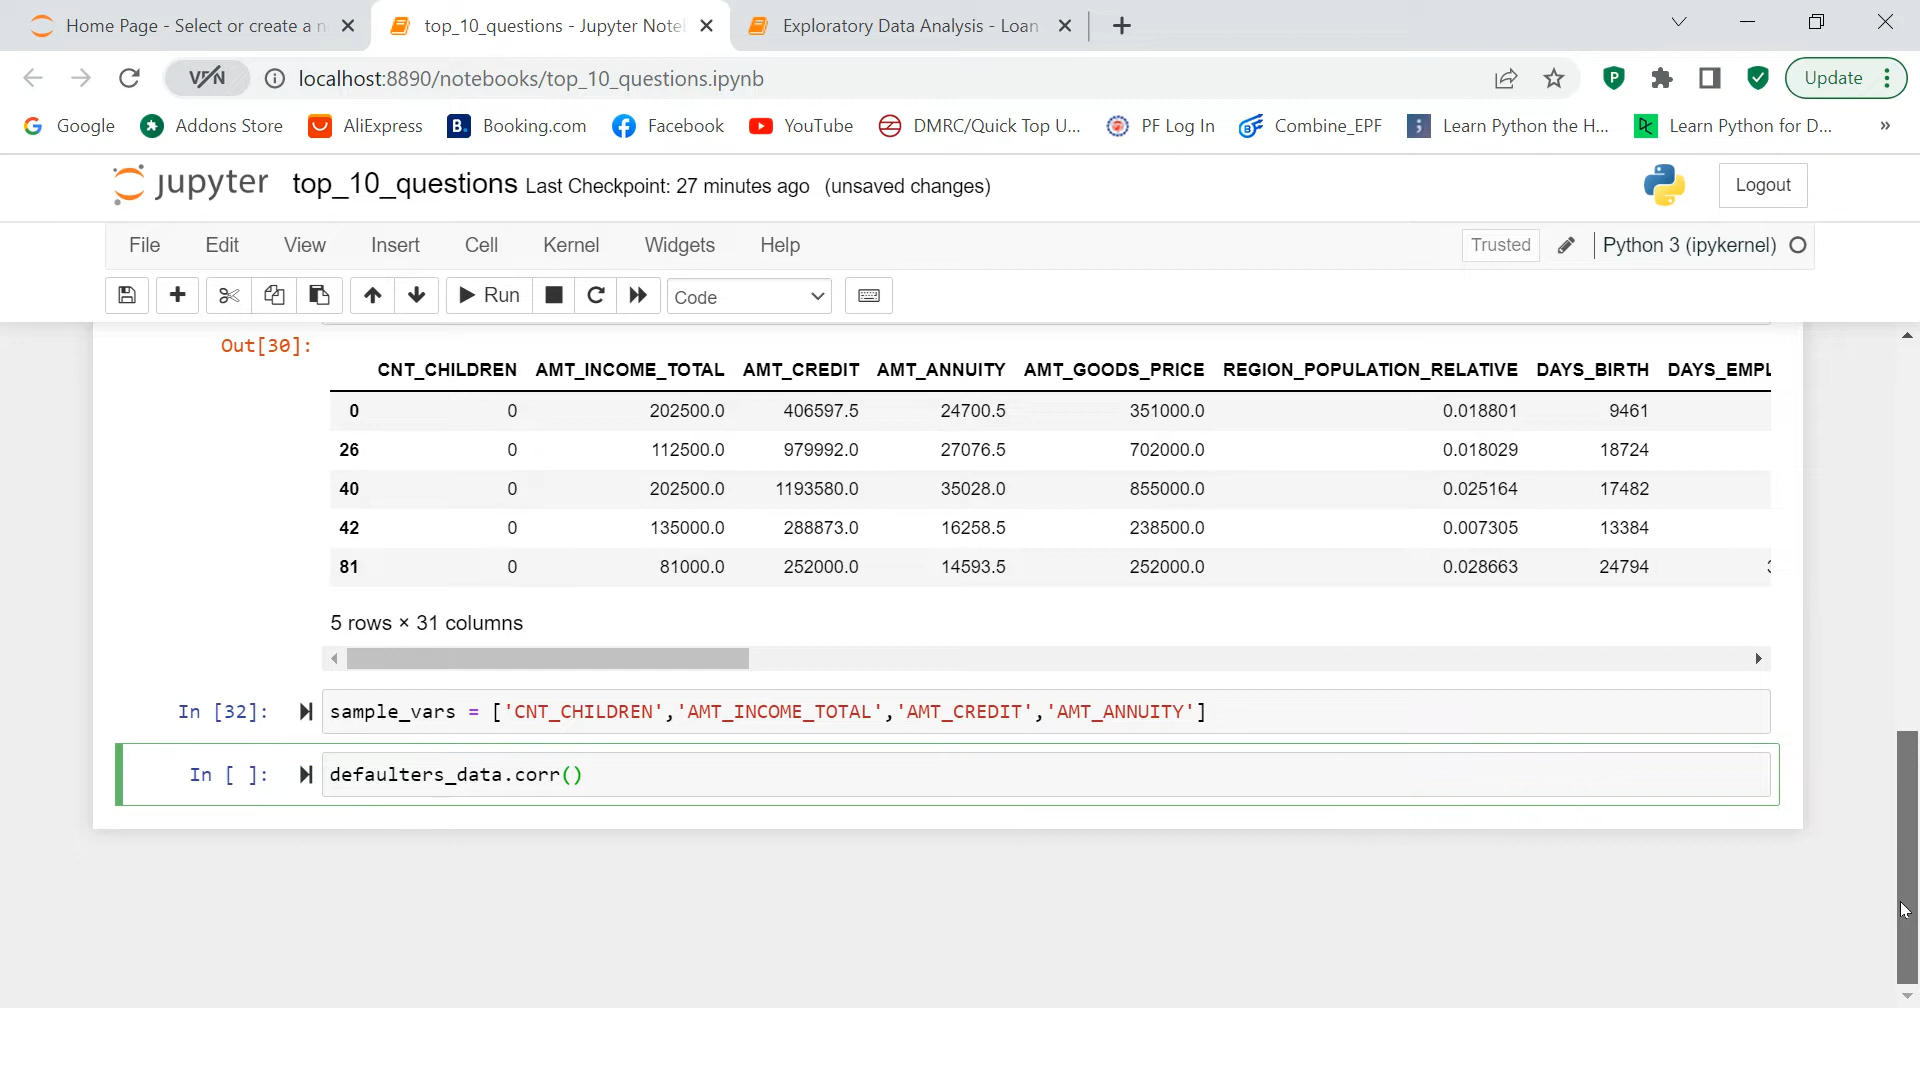 Home Page - Select or create a n
top_10_questions - Jupyter Note
Exploratory Data Analysis - Loan
VPN
localhost:8890/notebooks/top_10_questions.ipynb
Update
Google
Addons Store
AliExpress
B. Booking.com
Facebook
YouTube
DMRC/Quick Top U...
PF Log In
Combine_EPF
Learn Python the H...
Learn Python for D...
»
jupyter top_10_questions Last Checkpoint: 27 minutes ago (unsaved changes)
Logout
File Edit View Insert Cell Kernel Widgets Help
Trusted
Python 3 (ipykernel)
Run
Code
Out[30]:
CNT_CHILDREN AMT_INCOME_TOTAL AMT_CREDIT AMT_ANNUITY AMT_GOODS_PRICE REGION_POPULATION_RELATIVE DAYS_BIRTH DAYS_EMPL
0 0 202500.0 406597.5 24700.5 351000.0 0.018801 9461
26 0 112500.0 979992.0 27076.5 702000.0 0.018029 18724
40 0 202500.0 1193580.0 35028.0 855000.0 0.025164 17482
42 0 135000.0 288873.0 16258.5 238500.0 0.007305 13384
81 0 81000.0 252000.0 14593.5 252000.0 0.028663 24794
5 rows × 31 columns
In [32]: sample_vars = ['CNT_CHILDREN','AMT_INCOME_TOTAL','AMT_CREDIT','AMT_ANNUITY']
In [ ]: defaulters_data.corr()